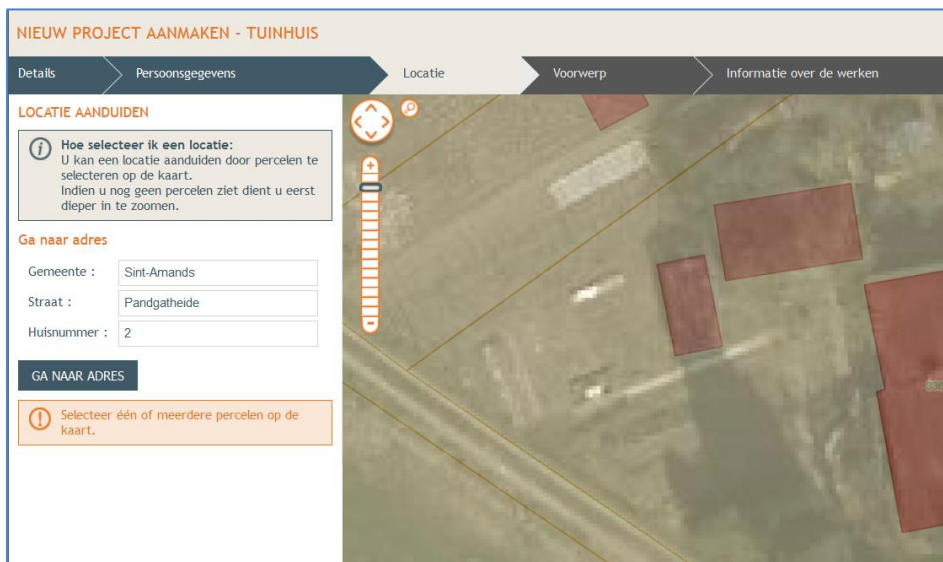 NIEUW PROJECT AANMAKEN - TUINHUIS
Details
Persoonsgegevens
Locatie
Voorwerp
Informatie over de werken
LOCATIE AANDUIDEN
Hoe selecteer ik een locatie:
U kan een locatie aanduiden door percelen te
selecteren op de kaart.
Indien u nog geen percelen ziet dient u eerst
dieper in te zoomen.
Ga naar adres
Gemeente : Sint-Amands
Straat : Pandgatheide
Huisnummer : 2
GA NAAR ADRES
Selecteer één of meerdere percelen op de
kaart.